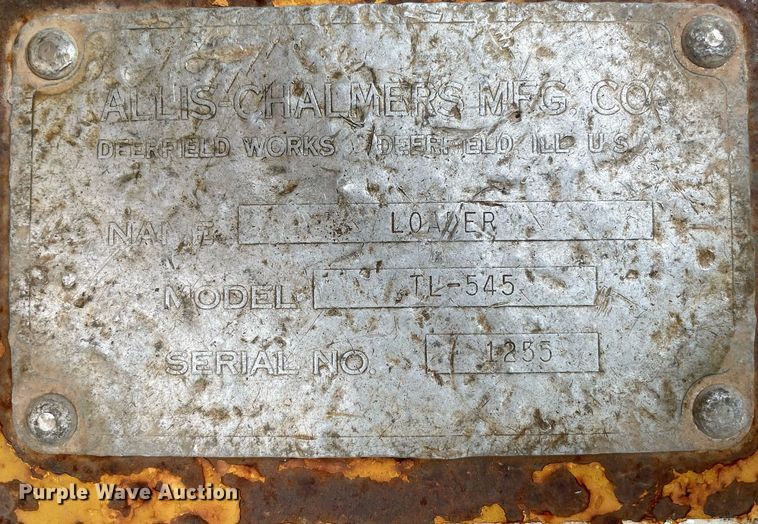 ALLIS-CHALMERS MFG. CO.
DEERFIELD WORKS DEERFIELD ILL U.S.
NAME LOADER
MODEL TL-545
SERIAL NO. 1255
Purple Wave Auction